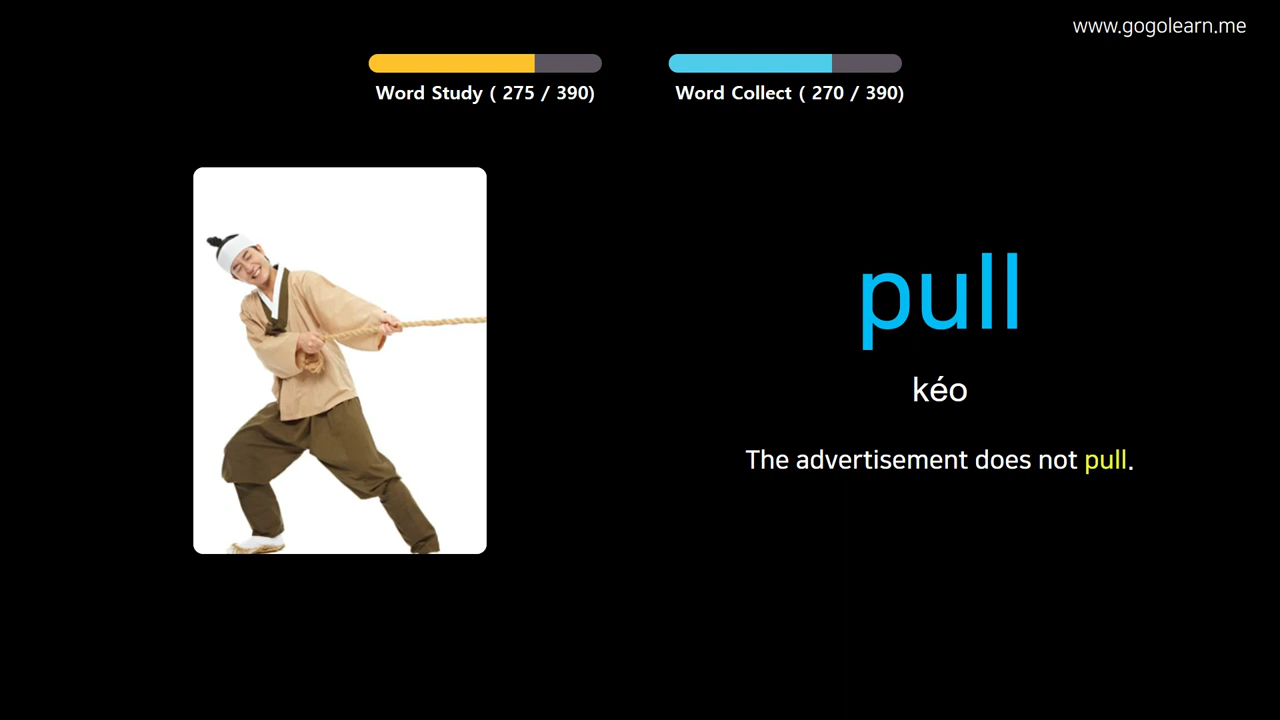 www.gogolearn.me
Word Study ( 275 / 390)
Word Collect ( 270 / 390)
pull
kéo
The advertisement does not pull.